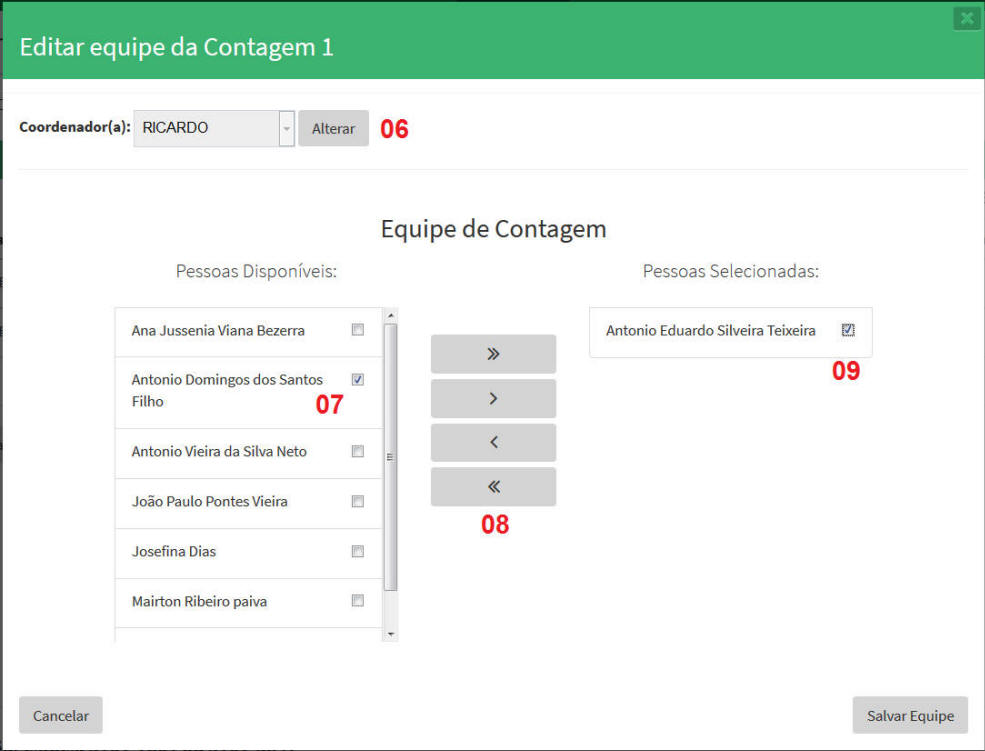 Editar equipe da Contagem 1
Coordenador(a): RICARDO Alterar 06
Equipe de Contagem
Pessoas Disponíveis:
Pessoas Selecionadas:
Ana Jussenia Viana Bezerra
Antonio Domingos dos Santos
Filho
07
Antonio Vieira da Silva Neto
João Paulo Pontes Vieira
Josefina Dias
Mairton Ribeiro paiva
»
>
<
«
08
Antonio Eduardo Silveira Teixeira
09
Cancelar
Salvar Equipe